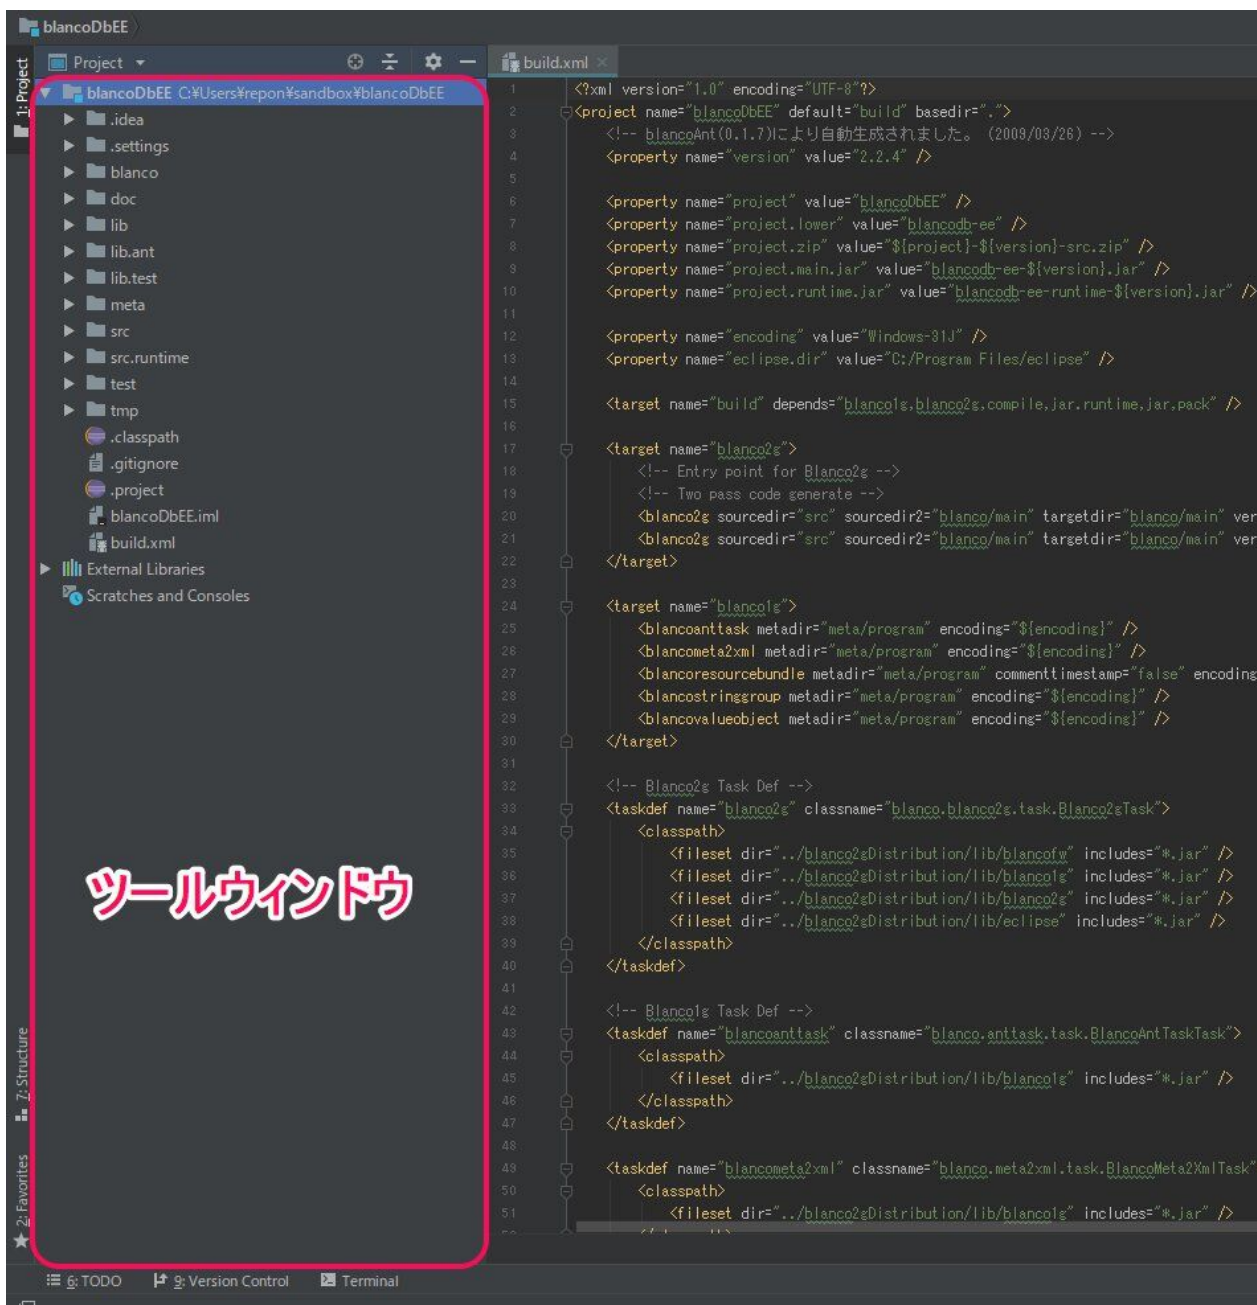 blancoDbEE
1: Project
Project
build.xml
blancoDbEE C:¥Users¥repon¥sandbox¥blancoDbEE
.idea
.settings
blanco
doc
lib
lib.ant
lib.test
meta
src
src.runtime
test
tmp
.classpath
.gitignore
.project
blancoDbEE.iml
build.xml
External Libraries
Scratches and Consoles
ツールウィンドウ
7: Structure
2: Favorites
1 <?xml version="1.0" encoding="UTF-8"?>
2 <project name="blancoDbEE" default="build" basedir=".">
3 <!-- blancoAnt(0.1.7)により自動生成されました。 (2009/03/26) -->
4 <property name="version" value="2.2.4" />
5
6 <property name="project" value="blancoDbEE" />
7 <property name="project.lower" value="blancodb-ee" />
8 <property name="project.zip" value="${project}-${version}-src.zip" />
9 <property name="project.main.jar" value="blancodb-ee-${version}.jar" />
10 <property name="project.runtime.jar" value="blancodb-ee-runtime-${version}.jar" />
11
12 <property name="encoding" value="Windows-31J" />
13 <property name="eclipse.dir" value="C:/Program Files/eclipse" />
14
15 <target name="build" depends="blanco1g,blanco2g,compile,jar.runtime,jar,pack" />
16
17 <target name="blanco2g">
18 <!-- Entry point for Blanco2g -->
19 <!-- Two pass code generate -->
20 <blanco2g sourcedir="src" sourcedir2="blanco/main" targetdir="blanco/main" ver
21 <blanco2g sourcedir="src" sourcedir2="blanco/main" targetdir="blanco/main" ver
22 </target>
23
24 <target name="blanco1g">
25 <blancoanttask metadir="meta/program" encoding="${encoding}" />
26 <blancometa2xml metadir="meta/program" encoding="${encoding}" />
27 <blancoresourcebundle metadir="meta/program" commenttimestamp="false" encoding
28 <blancostringgroup metadir="meta/program" encoding="${encoding}" />
29 <blancovalueobject metadir="meta/program" encoding="${encoding}" />
30 </target>
31
32 <!-- Blanco2g Task Def -->
33 <taskdef name="blanco2g" classname="blanco.blanco2g.task.Blanco2gTask">
34 <classpath>
35 <fileset dir="../blanco2gDistribution/lib/blancofw" includes="*.jar" />
36 <fileset dir="../blanco2gDistribution/lib/blanco1g" includes="*.jar" />
37 <fileset dir="../blanco2gDistribution/lib/blanco2g" includes="*.jar" />
38 <fileset dir="../blanco2gDistribution/lib/eclipse" includes="*.jar" />
39 </classpath>
40 </taskdef>
41
42 <!-- Blanco1g Task Def -->
43 <taskdef name="blancoanttask" classname="blanco.anttask.task.BlancoAntTaskTask">
44 <classpath>
45 <fileset dir="../blanco2gDistribution/lib/blanco1g" includes="*.jar" />
46 </classpath>
47 </taskdef>
48
49 <taskdef name="blancometa2xml" classname="blanco.meta2xml.task.BlancoMeta2XmlTask"
50 <classpath>
51 <fileset dir="../blanco2gDistribution/lib/blanco1g" includes="*.jar" />
6: TODO
9: Version Control
Terminal